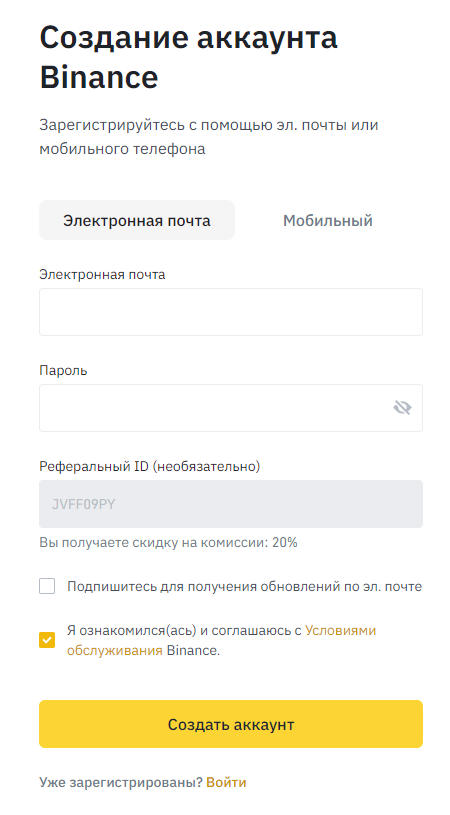 Создание аккаунта
Binance
Зарегистрируйтесь с помощью эл. почты или
мобильного телефона
Электронная почта
Мобильный
Электронная почта
Пароль
Реферальный ID (необязательно)
JVFF09PY
Вы получаете скидку на комиссии: 20%
Подпишитесь для получения обновлений по эл. почте
Я ознакомился(ась) и соглашаюсь с Условиями
обслуживания Binance.
Создать аккаунт
Уже зарегистрированы? Войти